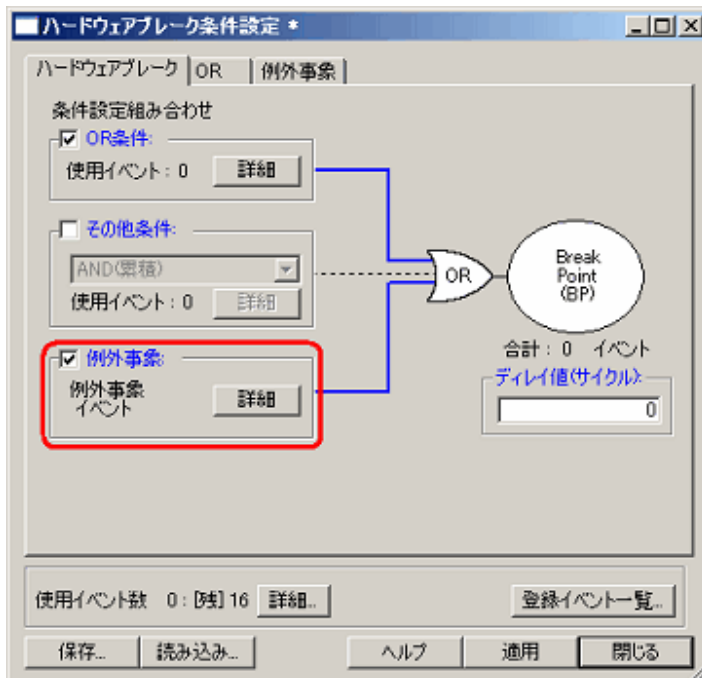 ハードウェアブレーク条件設定 *
ハードウェアブレーク OR 例外事象
条件設定組み合わせ
OR条件:
使用イベント : 0 詳細
その他条件:
AND(累積)
使用イベント : 0 詳細
例外事象:
例外事象
イベント
詳細
OR
Break
Point
(BP)
合計 : 0 イベント
ディレイ値(サイクル):
0
使用イベント数 0 : [残] 16 詳細... 登録イベント一覧...
保存... 読み込み... ヘルプ 適用 閉じる